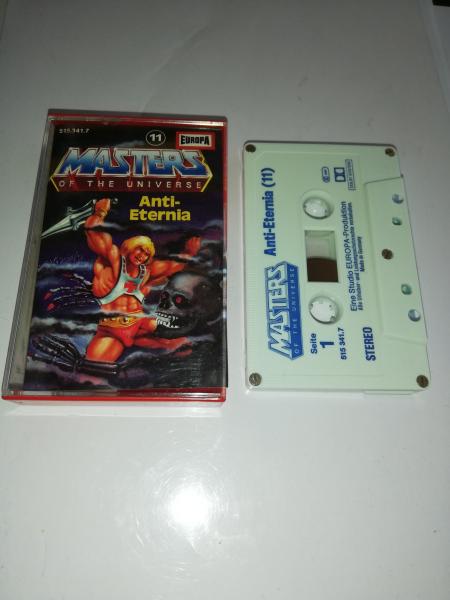 515 341.7
11
EUROPA
MASTERS
OF THE UNIVERSE
Anti-
Eternia
MASTERS
OF THE UNIVERSE
Anti-Eternia (11)
Seite
1
515 341.7
STEREO
Eine Studio EUROPA-Produktion
Made in Germany